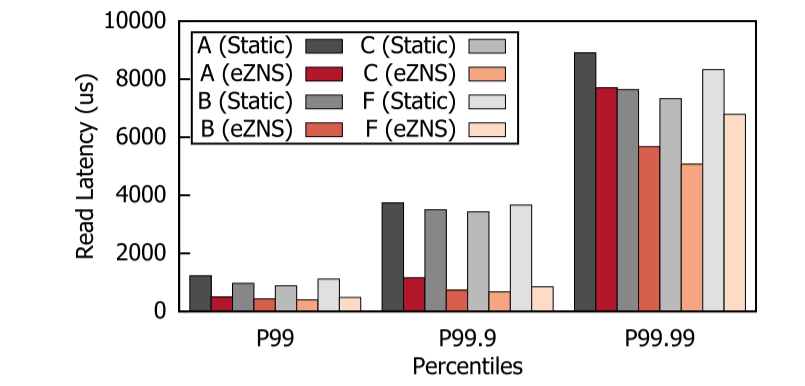 10000
8000
6000
4000
2000
0
Read Latency (us)
A (Static) C (Static)
A (eZNS) C (eZNS)
B (Static) F (Static)
B (eZNS) F (eZNS)
P99 P99.9 P99.99
Percentiles